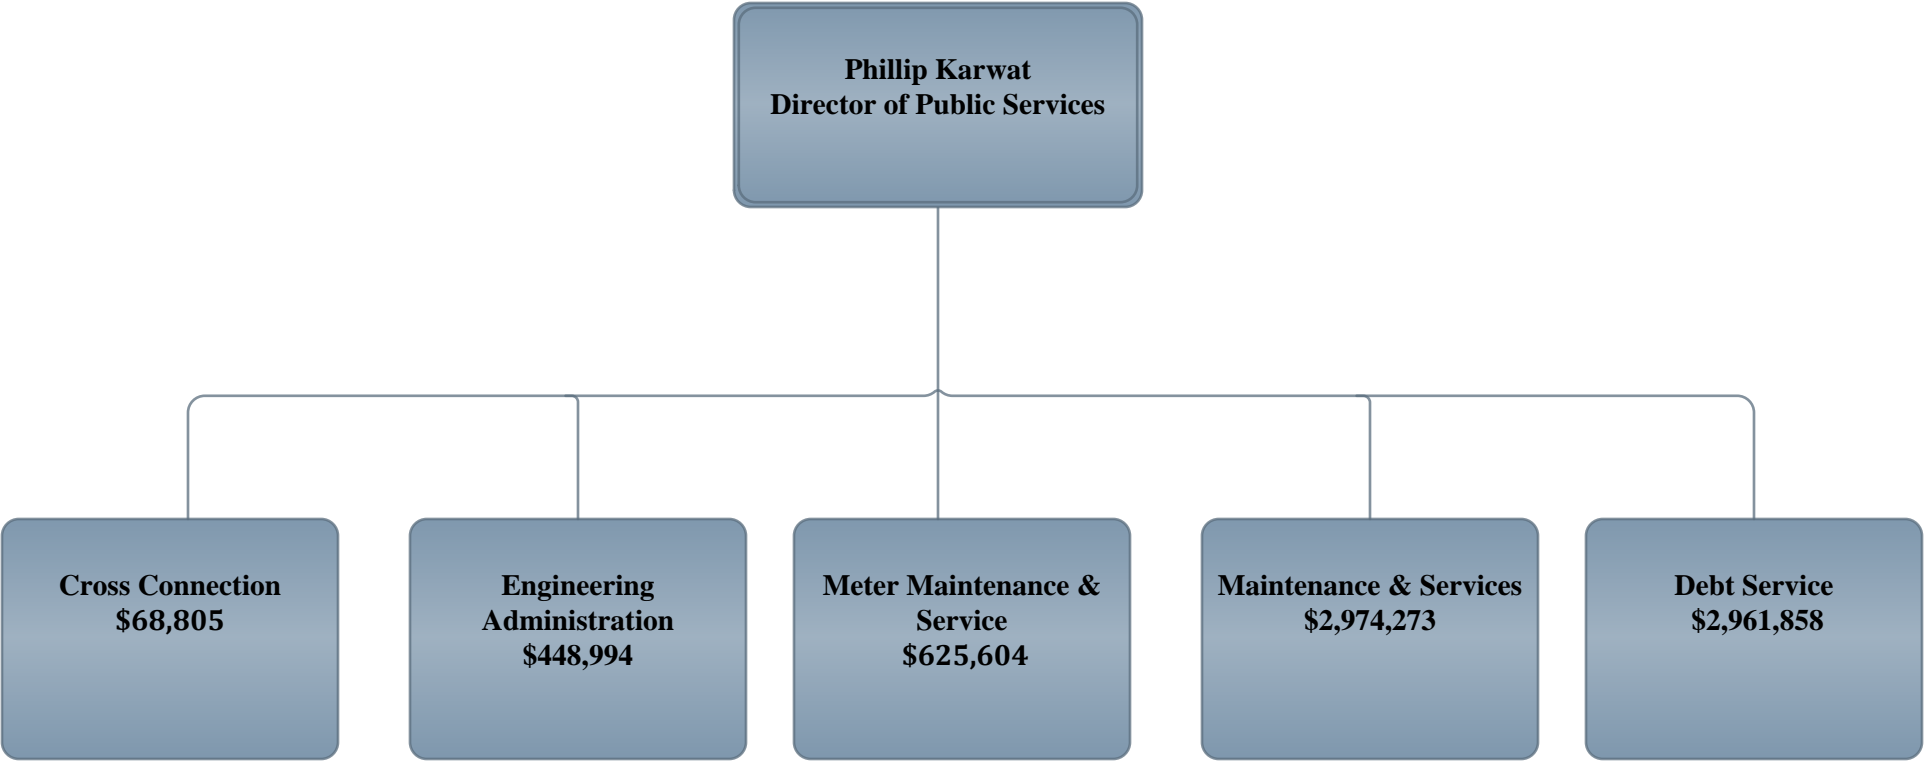 Phillip Karwat
Director of Public Services
Cross Connection
$68,805
Engineering
Administration
$448,994
Meter Maintenance &
Service
$625,604
Maintenance & Services
$2,974,273
Debt Service
$2,961,858